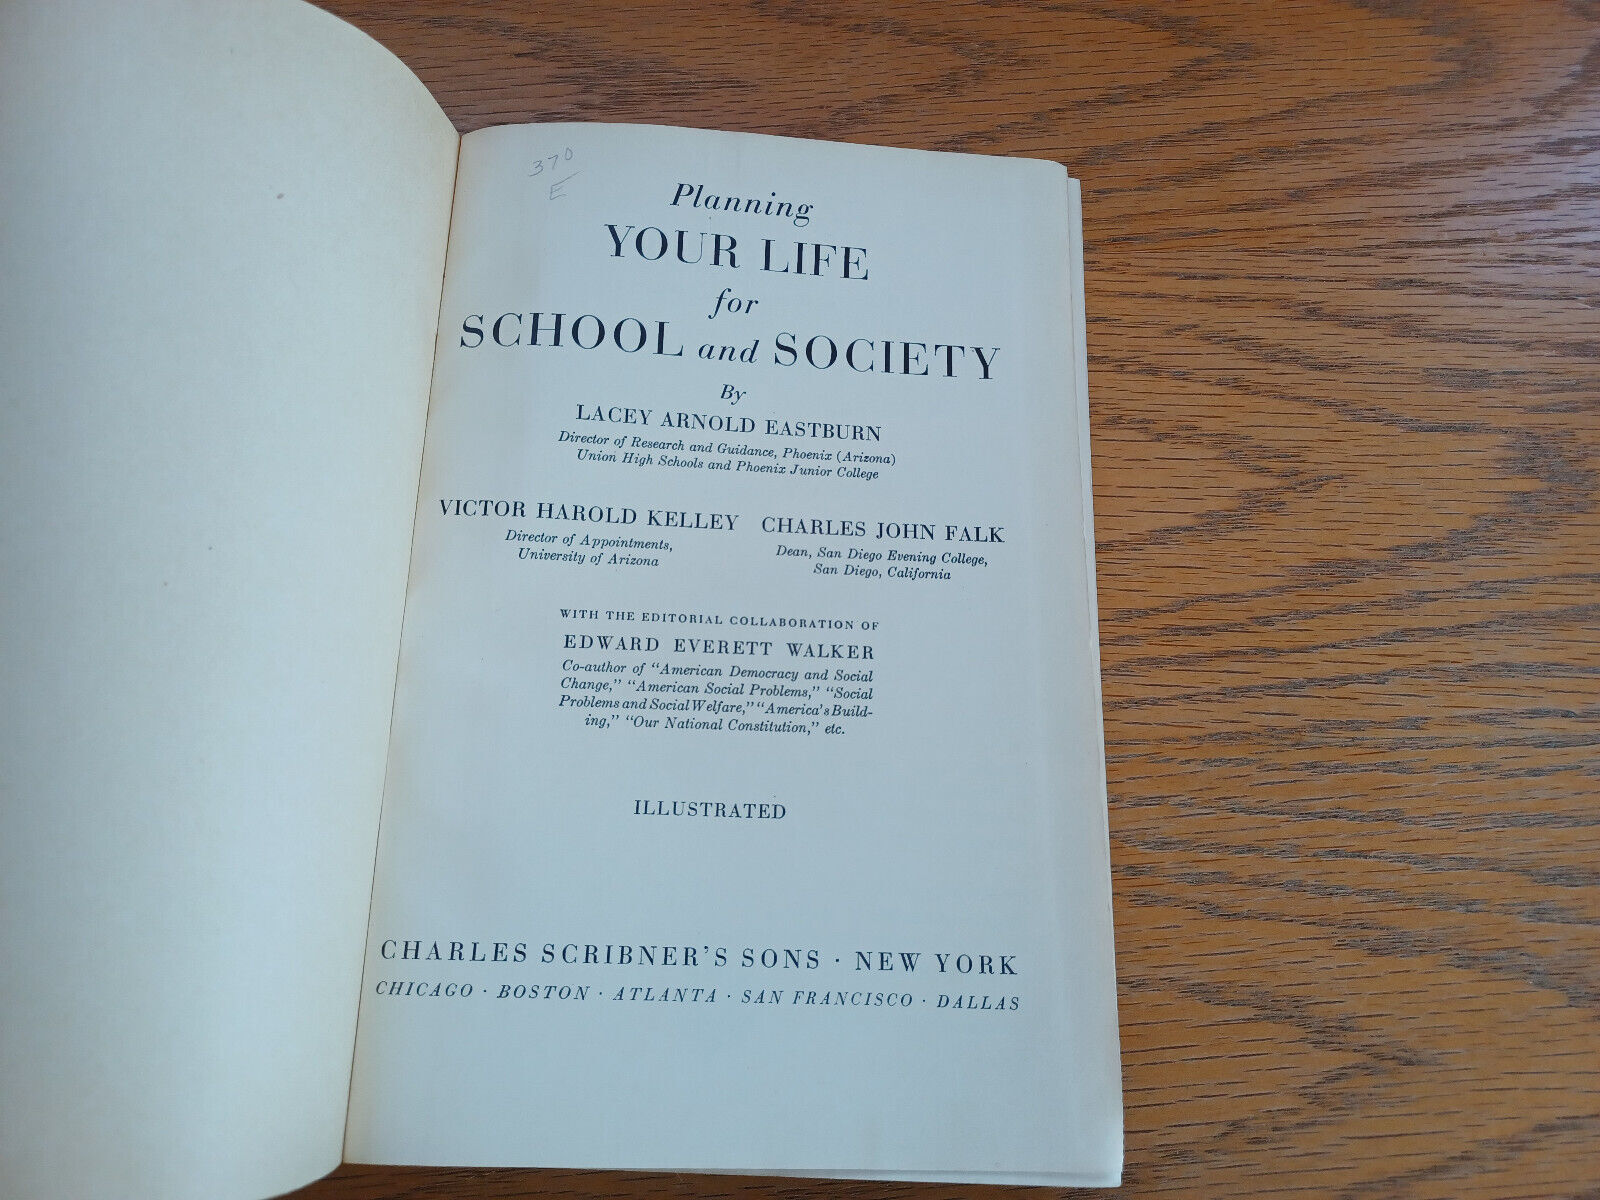 370
E
Planning
YOUR LIFE
for
SCHOOL and SOCIETY
By
LACEY ARNOLD EASTBURN
Director of Research and Guidance, Phoenix (Arizona)
Union High Schools and Phoenix Junior College
VICTOR HAROLD KELLEY
Director of Appointments,
University of Arizona
CHARLES JOHN FALK
Dean, San Diego Evening College,
San Diego, California
WITH THE EDITORIAL COLLABORATION OF
EDWARD EVERETT WALKER
Co-author of "American Democracy and Social
Change," "American Social Problems," "Social
Problems and Social Welfare," "America's Build-
ing," "Our National Constitution," etc.
ILLUSTRATED
CHARLES SCRIBNER'S SONS · NEW YORK
CHICAGO · BOSTON · ATLANTA · SAN FRANCISCO · DALLAS